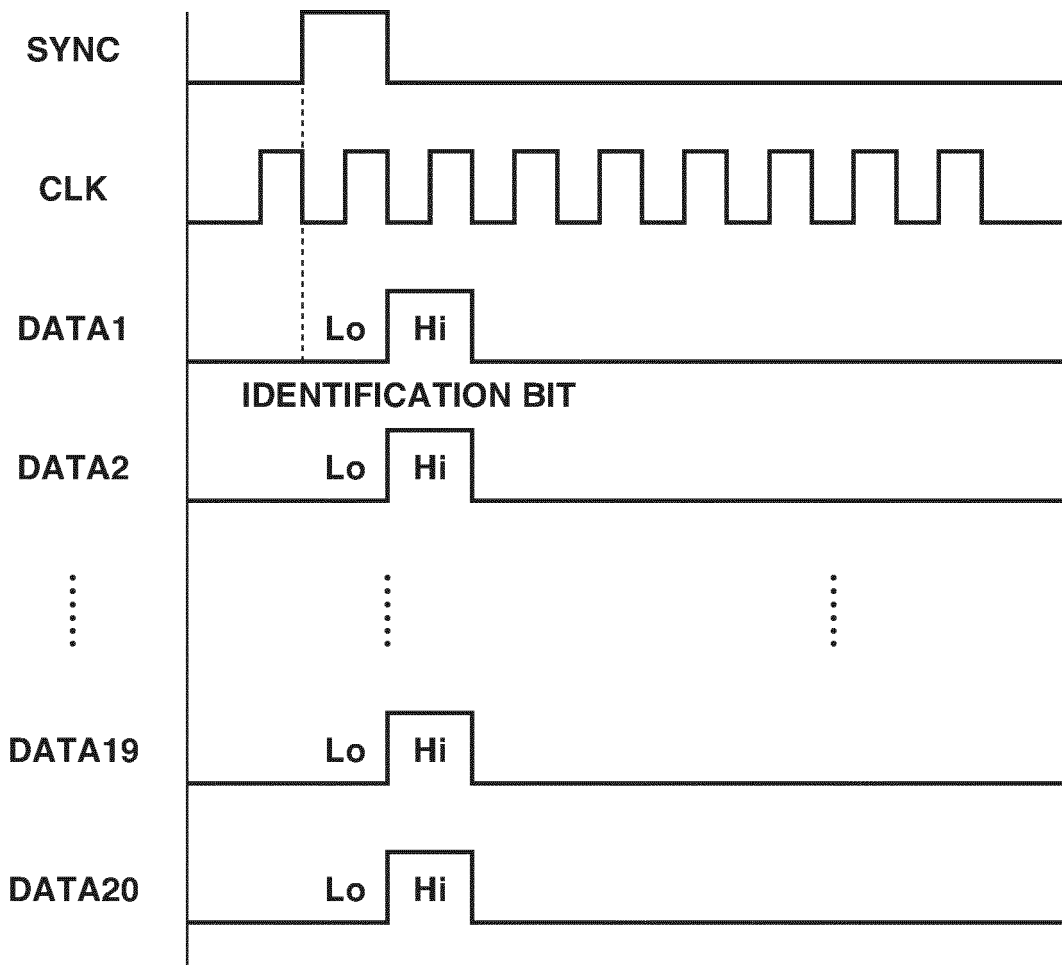 SYNC
CLK
DATA1
Lo Hi
IDENTIFICATION BIT
DATA2
Lo Hi
DATA19
Lo Hi
DATA20
Lo Hi